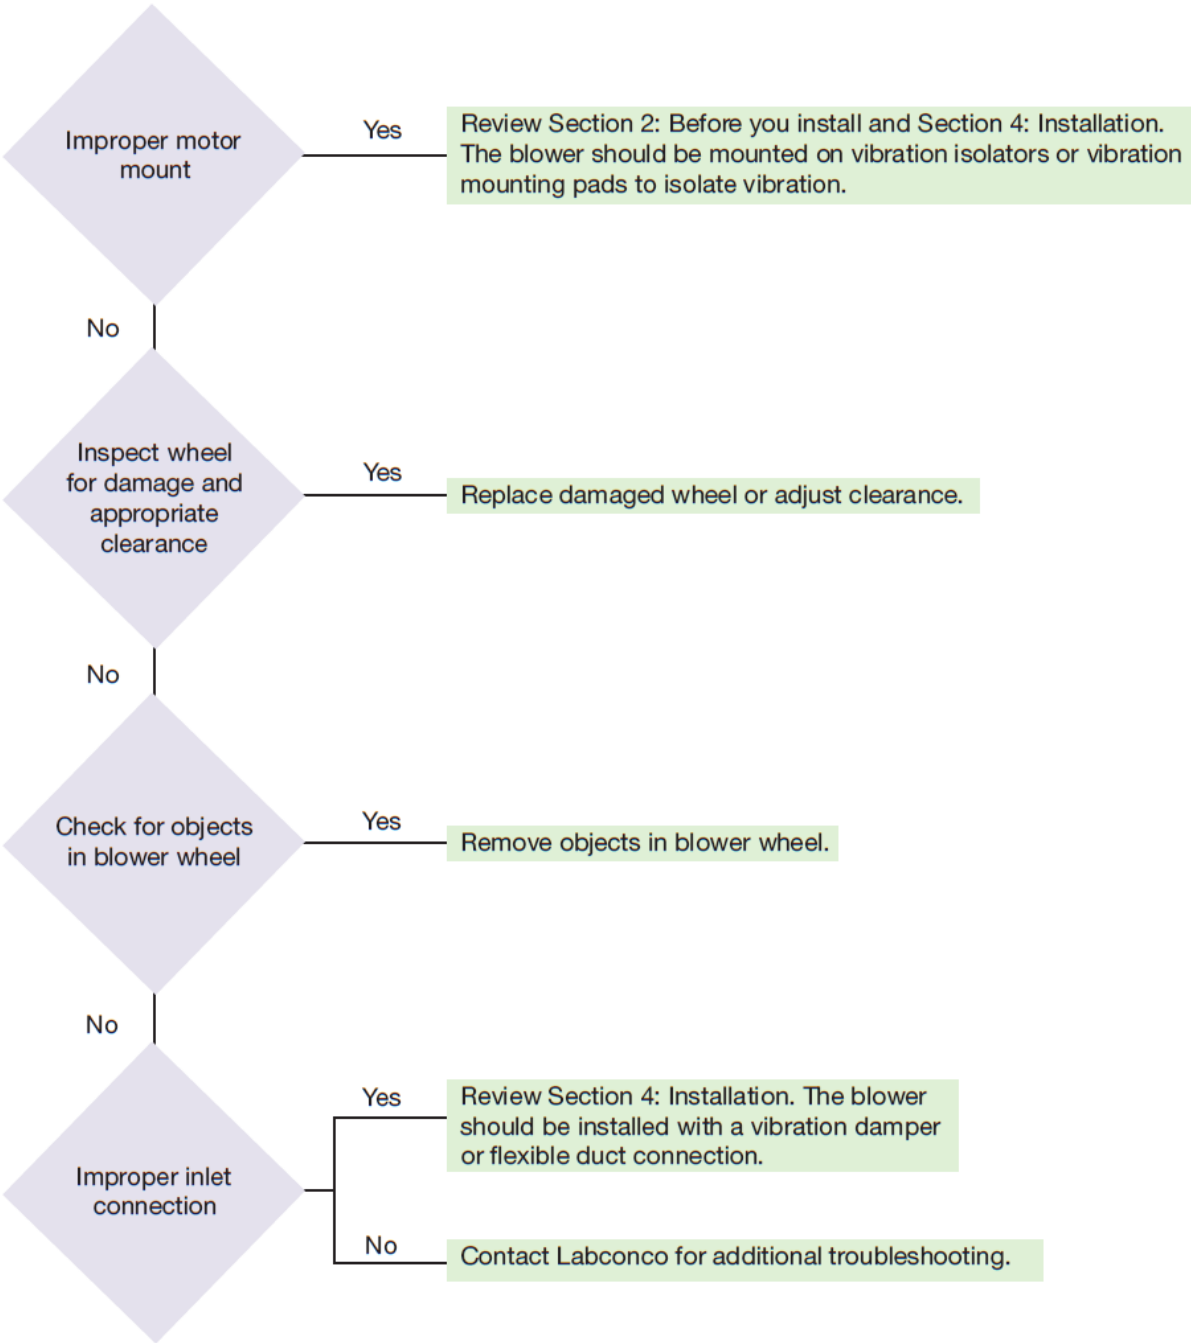 Improper motor
mount
Yes
Review Section 2: Before you install and Section 4: Installation.
The blower should be mounted on vibration isolators or vibration
mounting pads to isolate vibration.
No
Inspect wheel
for damage and
appropriate
clearance
Yes
Replace damaged wheel or adjust clearance.
No
Check for objects
in blower wheel
Yes
Remove objects in blower wheel.
No
Improper inlet
connection
Yes
Review Section 4: Installation. The blower
should be installed with a vibration damper
or flexible duct connection.
No
Contact Labconco for additional troubleshooting.